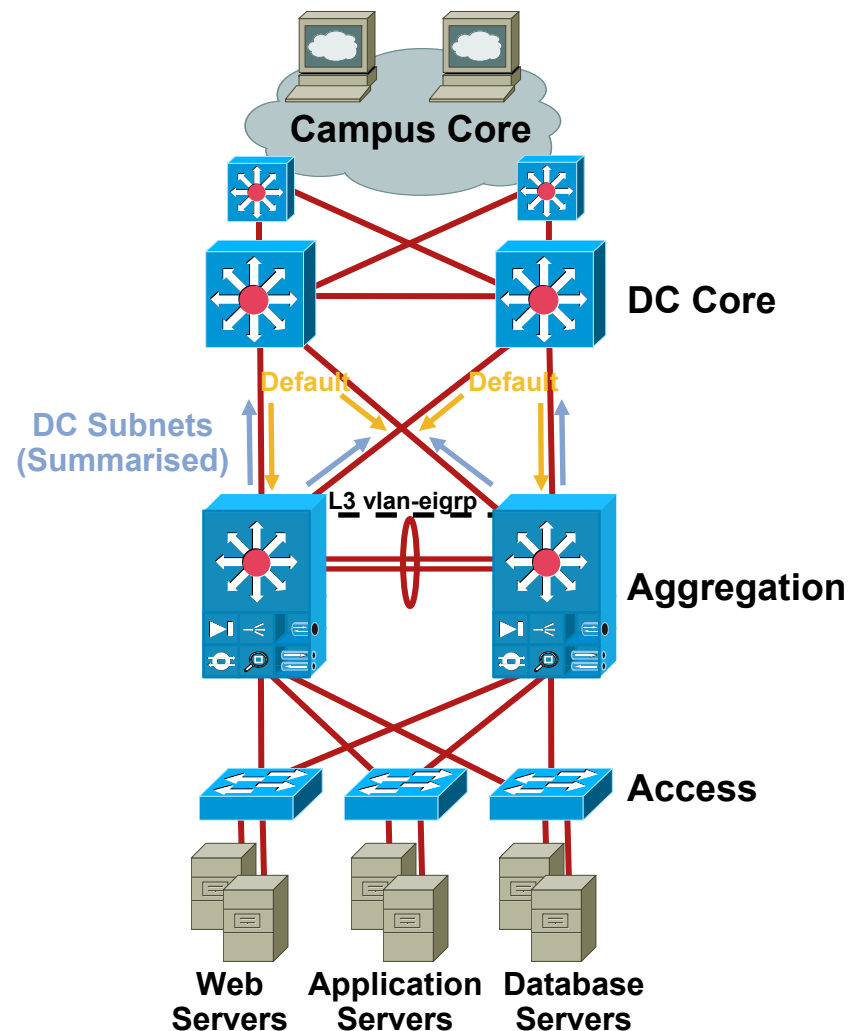 Campus Core
DC Core
Default
Default
DC Subnets
(Summarised)
L3 vlan-eigrp
Aggregation
Access
Web
Servers
Application
Servers
Database
Servers